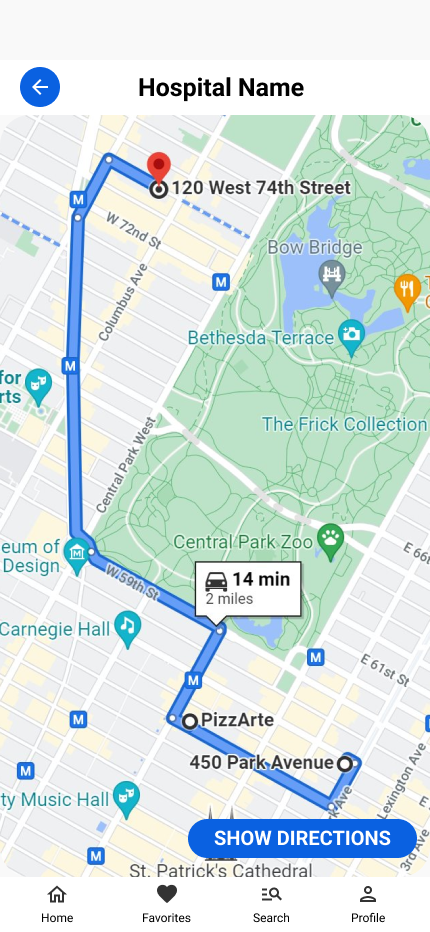 Hospital Name
120 West 74th Street
M
W 72nd St
Bow Bridge
M
Columbus Ave
Bethesda Terrace
M
for
rts
The Frick Collection
Central Park West
Central Park Zoo
eum of
Design
M
E 66
W 59th St
14 min
2 miles
Carnegie Hall
M
E 61st St
M
PizzArte
M
450 Park Avenue
M
Lexington Ave
ty Music Hall
k Ave
3rd Ave
SHOW DIRECTIONS
M
St. Patrick's Cathedral
Home
Favorites
Search
Profile